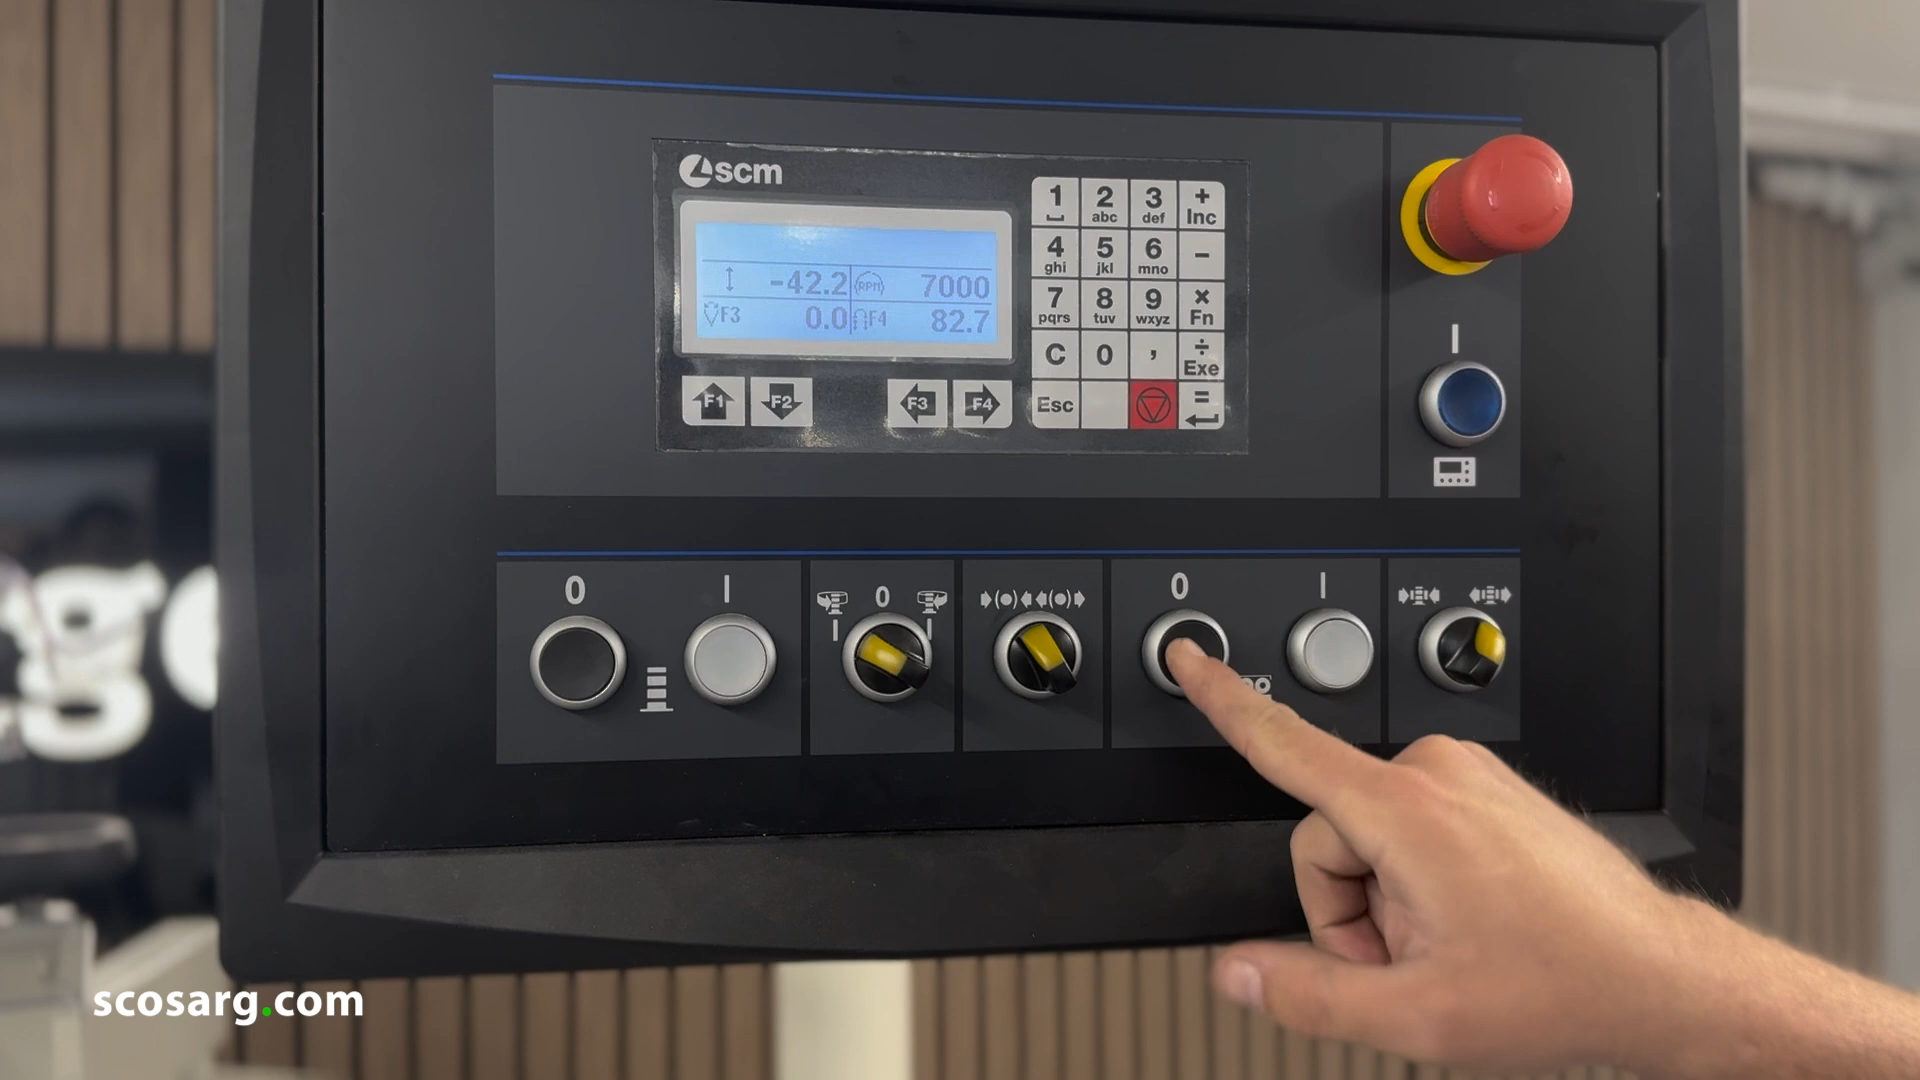 scm
-42.2 RPM 7000
F3 0.0 F4 82.7
F1 F2 F3 F4
1 2 abc 3 def + Inc
4 ghi 5 jkl 6 mno -
7 pqrs 8 tuv 9 wxyz × Fn
C 0 , ÷ Exe
Esc =
I
0 I
I 0 I
0 I
go
scosarg.com